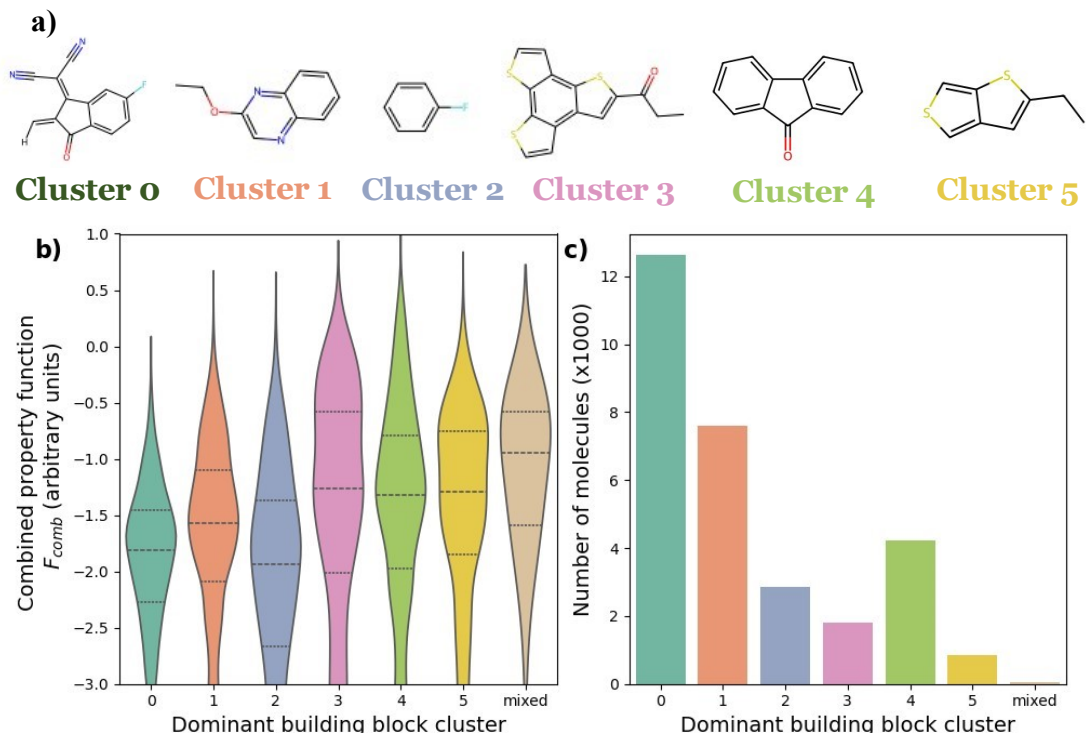 a)
N N F H O
O N N
F
S S S O
O
S S
Cluster 0 Cluster 1 Cluster 2 Cluster 3 Cluster 4 Cluster 5
b)
Combined property function
F_comb (arbitrary units)
1.0
0.5
0.0
−0.5
−1.0
−1.5
−2.0
−2.5
−3.0
0 1 2 3 4 5 mixed
Dominant building block cluster
c)
Number of molecules (x1000)
12
10
8
6
4
2
0
0 1 2 3 4 5 mixed
Dominant building block cluster